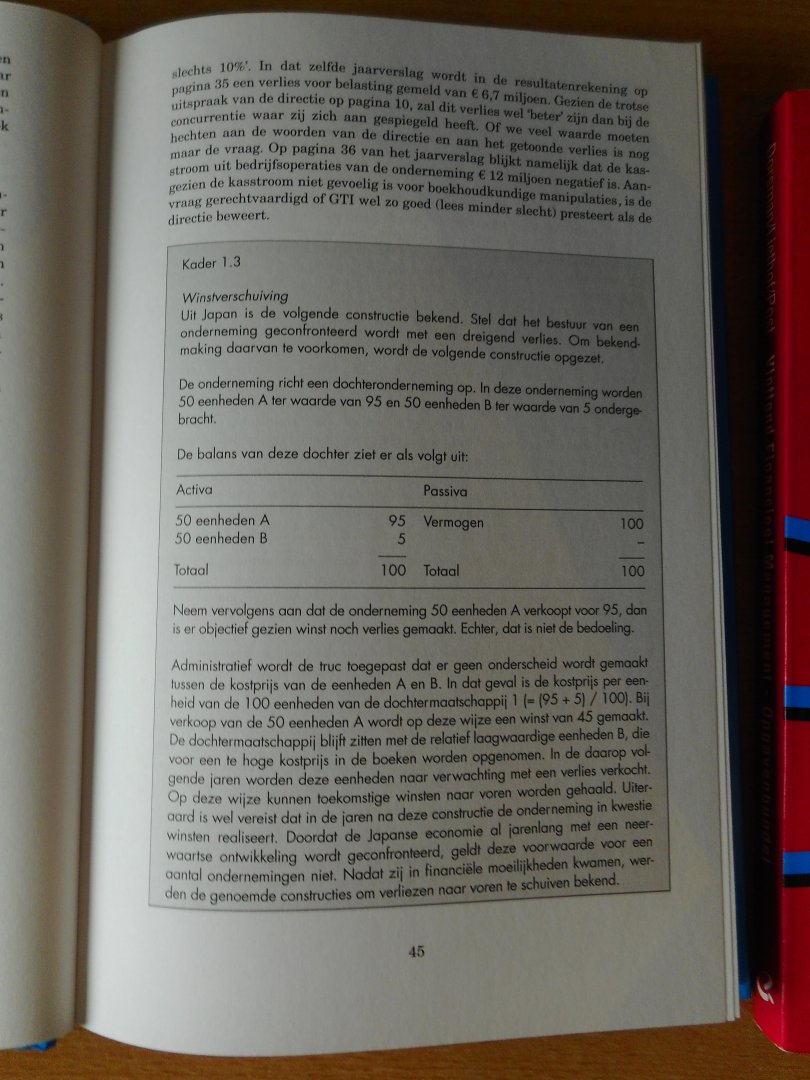 slechts 10%’. In dat zelfde jaarverslag wordt in de resultatenrekening op
pagina 35 een verlies voor belasting gemeld van € 6,7 miljoen. Gezien de trotse
uitspraak van de directie op pagina 10, zal dit verlies wel ‘beter’ zijn dan bij de
concurrentie waar zij zich aan gespiegeld heeft. Of we veel waarde moeten
hechten aan de woorden van de directie en aan het getoonde verlies is nog
maar de vraag. Op pagina 36 van het jaarverslag blijkt namelijk dat de kas-
stroom uit bedrijfsoperaties van de onderneming € 12 miljoen negatief is. Aan-
gezien de kasstroom niet gevoelig is voor boekhoudkundige manipulaties, is de
vraag gerechtvaardigd of GTI wel zo goed (lees minder slecht) presteert als de
directie beweert.
Kader 1.3
Winstverschuiving
Uit Japan is de volgende constructie bekend. Stel dat het bestuur van een
onderneming geconfronteerd wordt met een dreigend verlies. Om bekend-
making daarvan te voorkomen, wordt de volgende constructie opgezet.
De onderneming richt een dochteronderneming op. In deze onderneming worden
50 eenheden A ter waarde van 95 en 50 eenheden B ter waarde van 5 onderge-
bracht.
De balans van deze dochter ziet er als volgt uit:
Activa Passiva
50 eenheden A 95 Vermogen 100
50 eenheden B 5 –
Totaal 100 Totaal 100
Neem vervolgens aan dat de onderneming 50 eenheden A verkoopt voor 95, dan
is er objectief gezien winst noch verlies gemaakt. Echter, dat is niet de bedoeling.
Administratief wordt de truc toegepast dat er geen onderscheid wordt gemaakt
tussen de kostprijs van de eenheden A en B. In dat geval is de kostprijs per een-
heid van de 100 eenheden van de dochtermaatschappij 1 (= (95 + 5) / 100). Bij
verkoop van de 50 eenheden A wordt op deze wijze een winst van 45 gemaakt.
De dochtermaatschappij blijft zitten met de relatief laagwaardige eenheden B, die
voor een te hoge kostprijs in de boeken worden opgenomen. In de daarop vol-
gende jaren worden deze eenheden naar verwachting met een verlies verkocht.
Op deze wijze kunnen toekomstige winsten naar voren worden gehaald. Uiter-
aard is wel vereist dat in de jaren na deze constructie de onderneming in kwestie
winsten realiseert. Doordat de Japanse economie al jarenlang met een neer-
waartse ontwikkeling wordt geconfronteerd, geldt deze voorwaarde voor een
aantal ondernemingen niet. Nadat zij in financiële moeilijkheden kwamen, wer-
den de genoemde constructies om verliezen naar voren te schuiven bekend.
45
Financieel Management Opgavenbundel